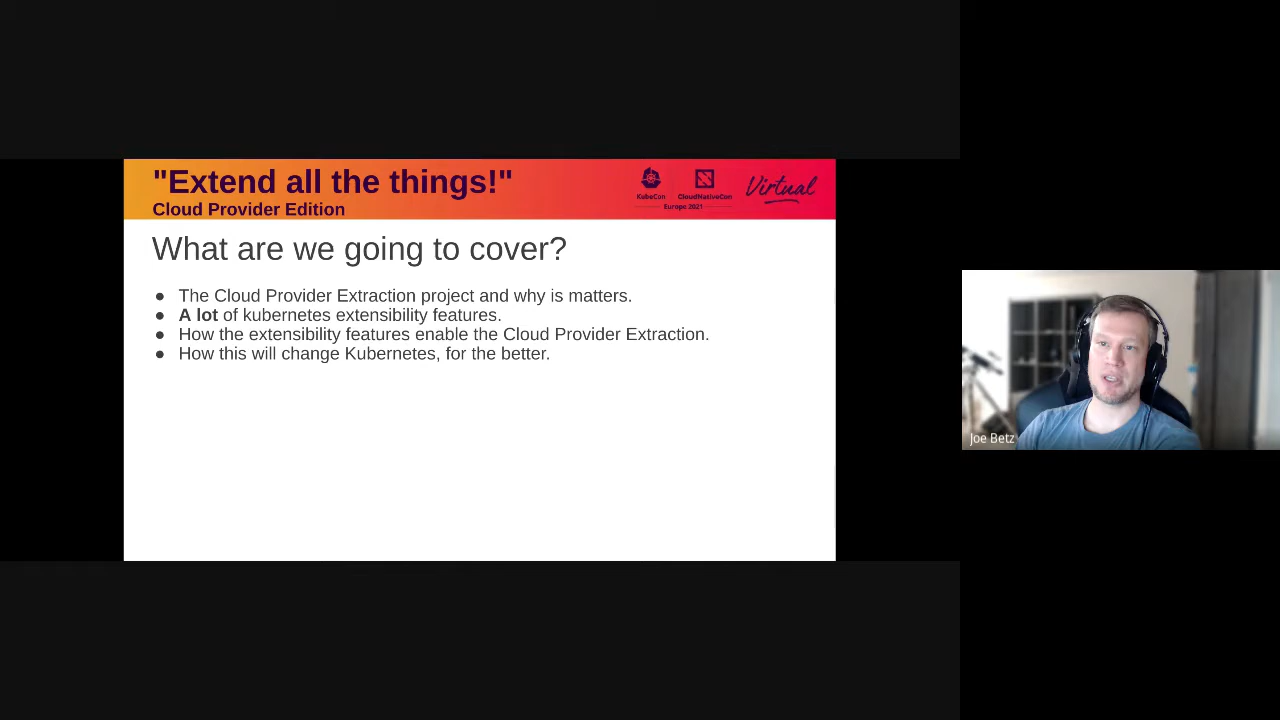 "Extend all the things!"
Cloud Provider Edition
KubeCon
CloudNativeCon
Europe 2021
Virtual
What are we going to cover?
● The Cloud Provider Extraction project and why is matters.
● A lot of kubernetes extensibility features.
● How the extensibility features enable the Cloud Provider Extraction.
● How this will change Kubernetes, for the better.
Joe Betz